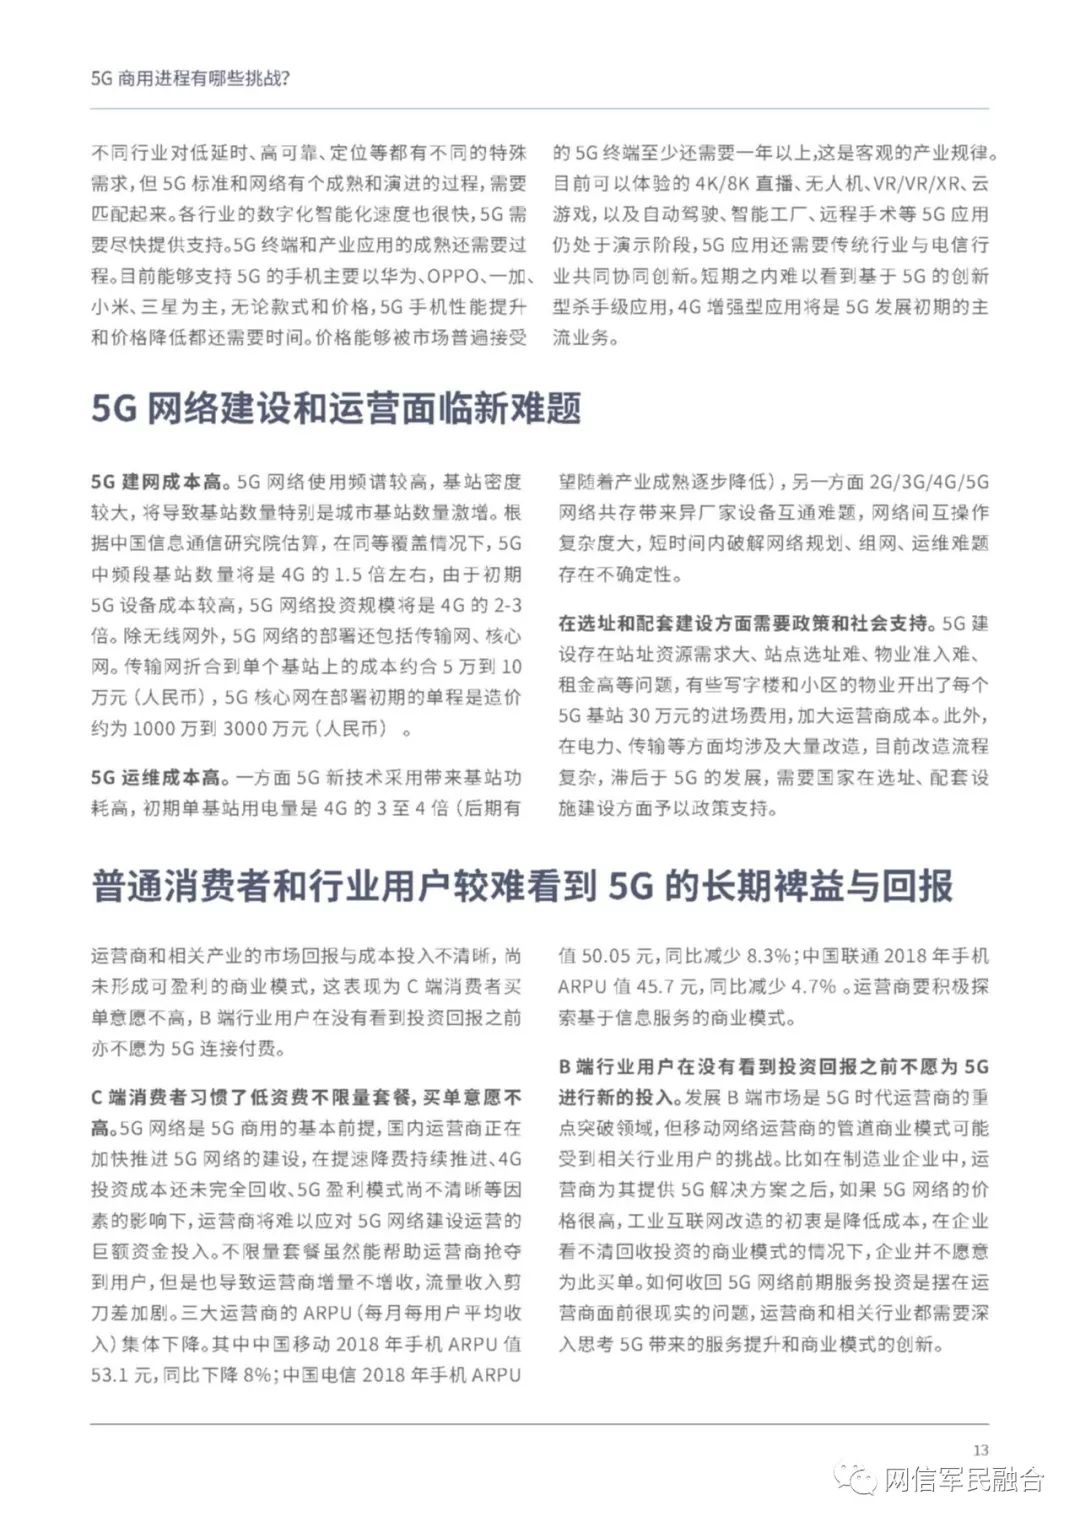 5G 商用进程有哪些挑战？
不同行业对低延时、高可靠、定位等都有不同的特殊
需求，但 5G 标准和网络有个成熟和演进的过程，需要
匹配起来。各行业的数字化智能化速度也很快，5G 需
要尽快提供支持。5G 终端和产业应用的成熟还需要过
程。目前能够支持 5G 的手机主要以华为、OPPO、一加、
小米、三星为主，无论款式和价格，5G 手机性能提升
和价格降低都还需要时间。价格能够被市场普遍接受
的 5G 终端至少还需要一年以上，这是客观的产业规律。
目前可以体验的 4K/8K 直播、无人机、VR/VR/XR、云
游戏，以及自动驾驶、智能工厂、远程手术等 5G 应用
仍处于演示阶段，5G 应用还需要传统行业与电信行
业共同协同创新。短期之内难以看到基于 5G 的创新
型杀手级应用，4G 增强型应用将是 5G 发展初期的主
流业务。
5G 网络建设和运营面临新难题
5G 建网成本高。5G 网络使用频谱较高，基站密度
较大，将导致基站数量特别是城市基站数量激增。根
据中国信息通信研究院估算，在同等覆盖情况下，5G
中频段基站数量将是 4G 的 1.5 倍左右，由于初期
5G 设备成本较高，5G 网络投资规模将是 4G 的 2-3
倍。除无线网外，5G 网络的部署还包括传输网、核心
网。传输网折合到单个基站上的成本约合 5 万到 10
万元（人民币），5G 核心网在部署初期的单程是造价
约为 1000 万到 3000 万元（人民币） 。
5G 运维成本高。一方面 5G 新技术采用带来基站功
耗高，初期单基站用电量是 4G 的 3 至 4 倍（后期有
望随着产业成熟逐步降低），另一方面 2G/3G/4G/5G
网络共存带来异厂家设备互通难题，网络间互操作
复杂度大，短时间内破解网络规划、组网、运维难题
存在不确定性。
在选址和配套建设方面需要政策和社会支持。5G 建
设存在站址资源需求大、站点选址难、物业准入难、
租金高等问题，有些写字楼和小区的物业开出了每个
5G 基站 30 万元的进场费用，加大运营商成本。此外，
在电力、传输等方面均涉及大量改造，目前改造流程
复杂，滞后于 5G 的发展，需要国家在选址、配套设
施建设方面予以政策支持。
普通消费者和行业用户较难看到 5G 的长期裨益与回报
运营商和相关产业的市场回报与成本投入不清晰，尚
未形成可盈利的商业模式，这表现为 C 端消费者买
单意愿不高，B 端行业用户在没有看到投资回报之前
亦不愿为 5G 连接付费。
C 端消费者习惯了低资费不限量套餐，买单意愿不
高。5G 网络是 5G 商用的基本前提，国内运营商正在
加快推进 5G 网络的建设，在提速降费持续推进、4G
投资成本还未完全回收、5G 盈利模式尚不清晰等因
素的影响下，运营商将难以应对 5G 网络建设运营的
巨额资金投入。不限量套餐虽然能帮助运营商抢夺
到用户，但是也导致运营商增量不增收，流量收入剪
刀差加剧。三大运营商的 ARPU（每月每用户平均收
入）集体下降。其中中国移动 2018 年手机 ARPU 值
53.1 元，同比下降 8%；中国电信 2018 年手机 ARPU
值 50.05 元，同比减少 8.3%；中国联通 2018 年手机
ARPU 值 45.7 元，同比减少 4.7% 。运营商要积极探
索基于信息服务的商业模式。
B 端行业用户在没有看到投资回报之前不愿为 5G
进行新的投入。发展 B 端市场是 5G 时代运营商的重
点突破领域，但移动网络运营商的管道商业模式可能
受到相关行业用户的挑战。比如在制造业企业中，运
营商为其提供 5G 解决方案之后，如果 5G 网络的价
格很高，工业互联网改造的初衷是降低成本，在企业
看不清回收投资的商业模式的情况下，企业并不愿意
为此买单。如何收回 5G 网络前期服务投资是摆在运
营商面前很现实的问题，运营商和相关行业都需要深
入思考 5G 带来的服务提升和商业模式的创新。
13
网信军民融合